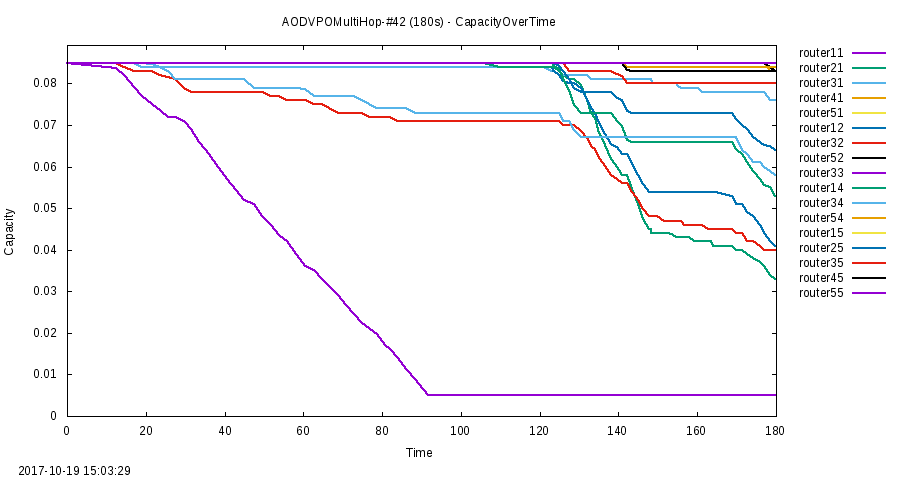 AODVPOMultiHop-#42 (180s) - CapacityOverTime
router11
router21
router31
router41
router51
router12
router32
router52
router33
router14
router34
router54
router15
router25
router35
router45
router55
0.08
0.07
0.06
0.05
0.04
0.03
0.02
0.01
0
Capacity
0 20 40 60 80 100 120 140 160 180
Time
2017-10-19 15:03:29